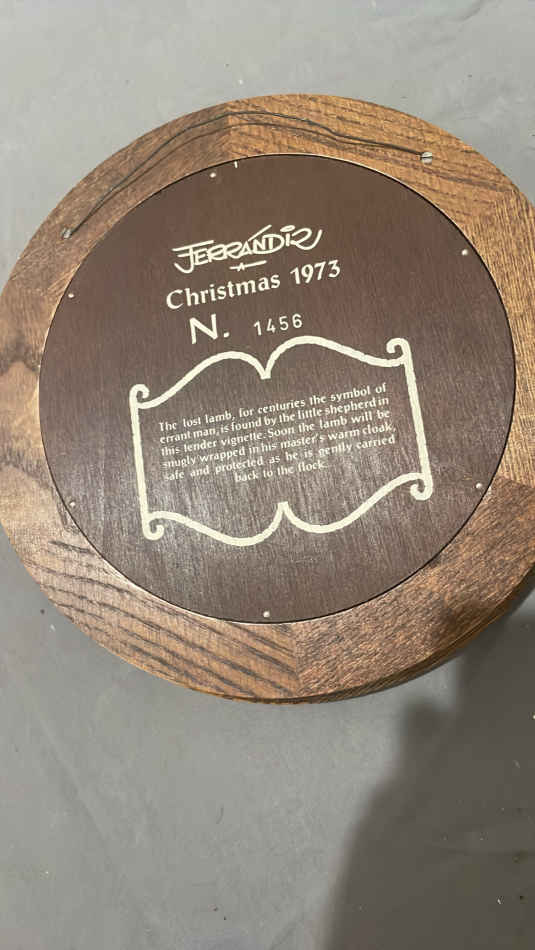 FERRÁNDIZ
Christmas 1973
N. 1456
The lost lamb, for centuries the symbol of
errant man, is found by the little shepherd in
this tender vignette. Soon the lamb will be
snugly wrapped in his master's warm cloak,
safe and protected as he is gently carried
back to the flock.